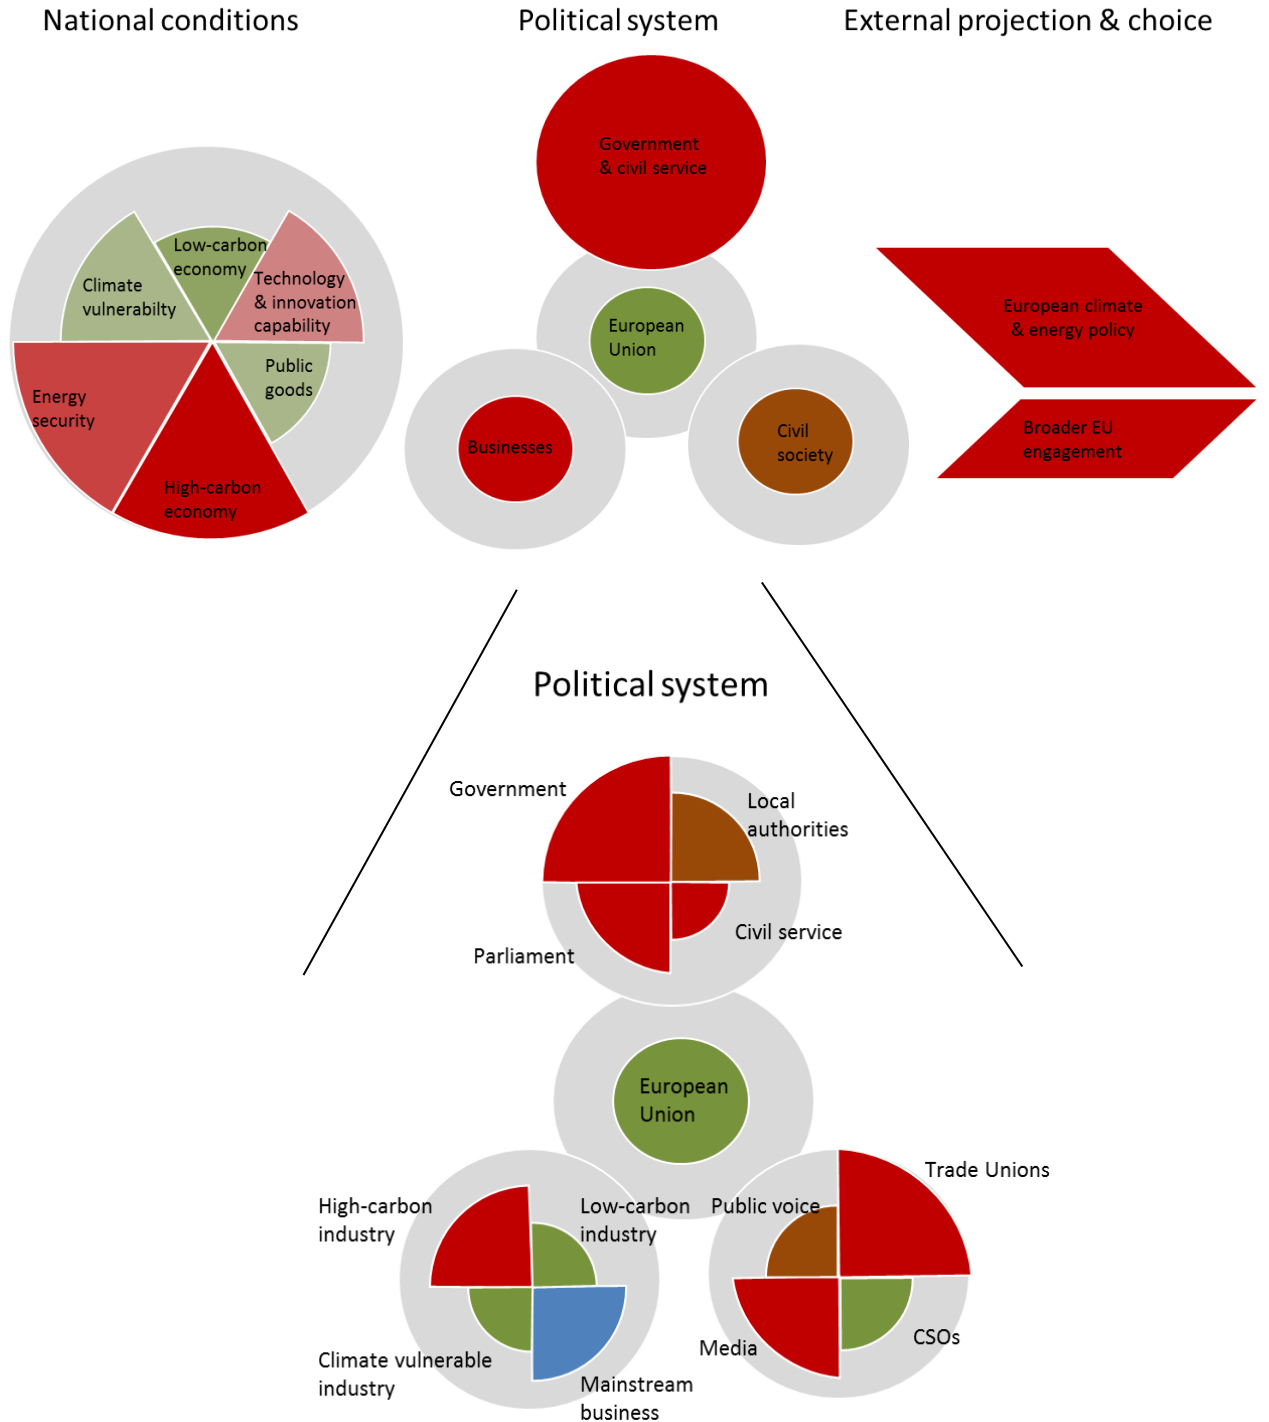 National conditions
Political system
External projection & choice
Government
& civil service
Low-carbon
economy
Technology
& innovation
capability
Climate
vulnerabilty
Public
goods
Energy
security
High-carbon
economy
European
Union
Businesses
Civil
society
European climate
& energy policy
Broader EU
engagement
Political system
Government
Local
authorities
Civil service
Parliament
European
Union
High-carbon
industry
Low-carbon
industry
Climate vulnerable
industry
Mainstream
business
Public voice
Trade Unions
Media
CSOs